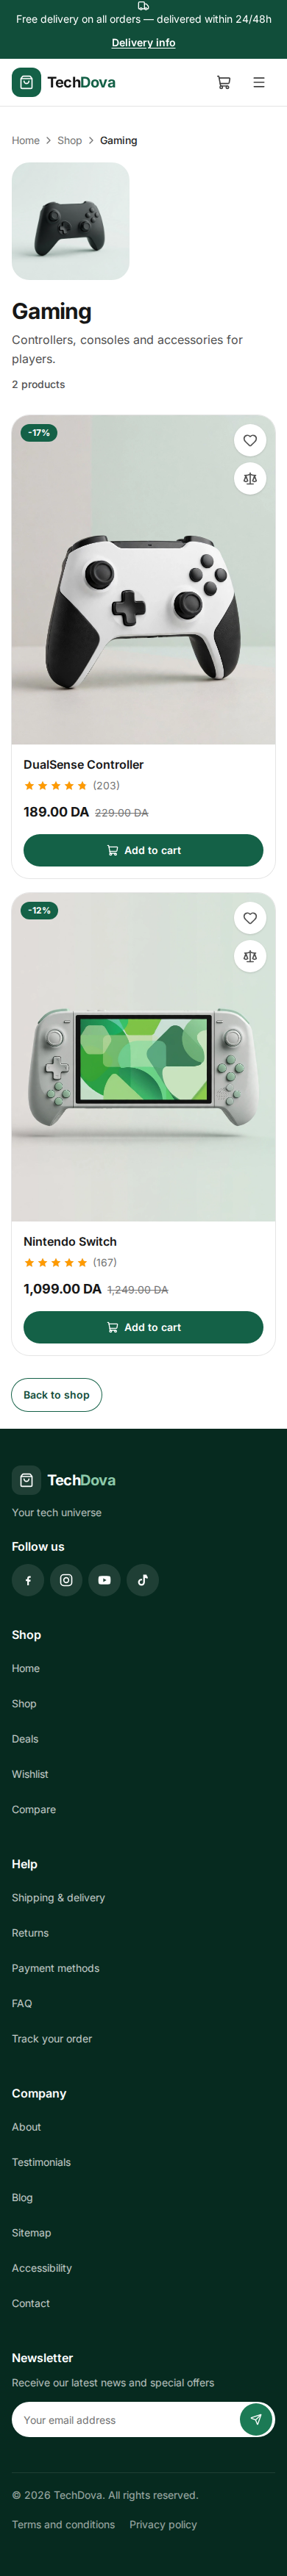 Free delivery on all orders — delivered within 24/48h
Delivery info
TechDova
Home > Shop > Gaming
Gaming
Controllers, consoles and accessories for
players.
2 products
-17%
DualSense Controller
(203)
189.00 DA 229.00 DA
Add to cart
-12%
Nintendo Switch
(167)
1,099.00 DA 1,249.00 DA
Add to cart
Back to shop
TechDova
Your tech universe
Follow us
Shop
Home
Shop
Deals
Wishlist
Compare
Help
Shipping & delivery
Returns
Payment methods
FAQ
Track your order
Company
About
Testimonials
Blog
Sitemap
Accessibility
Contact
Newsletter
Receive our latest news and special offers
Your email address
© 2026 TechDova. All rights reserved.
Terms and conditions Privacy policy